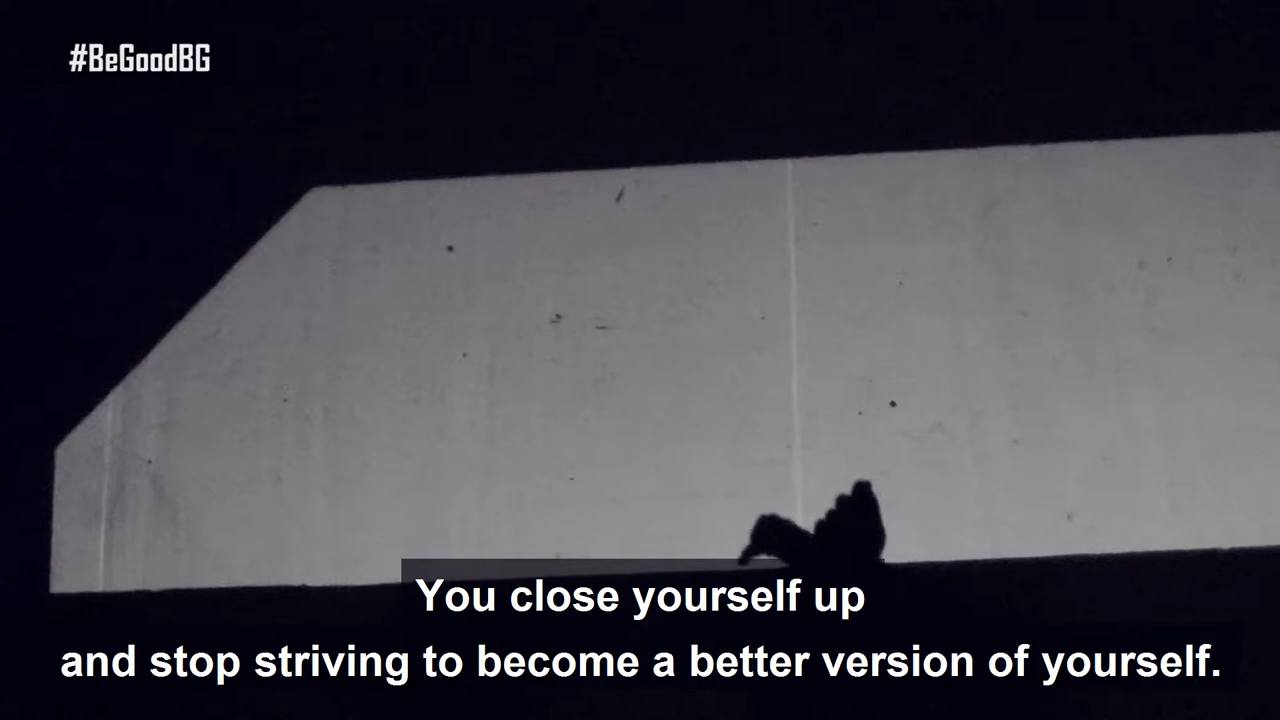 #BeGoodBG
You close yourself up
and stop striving to become a better version of yourself.